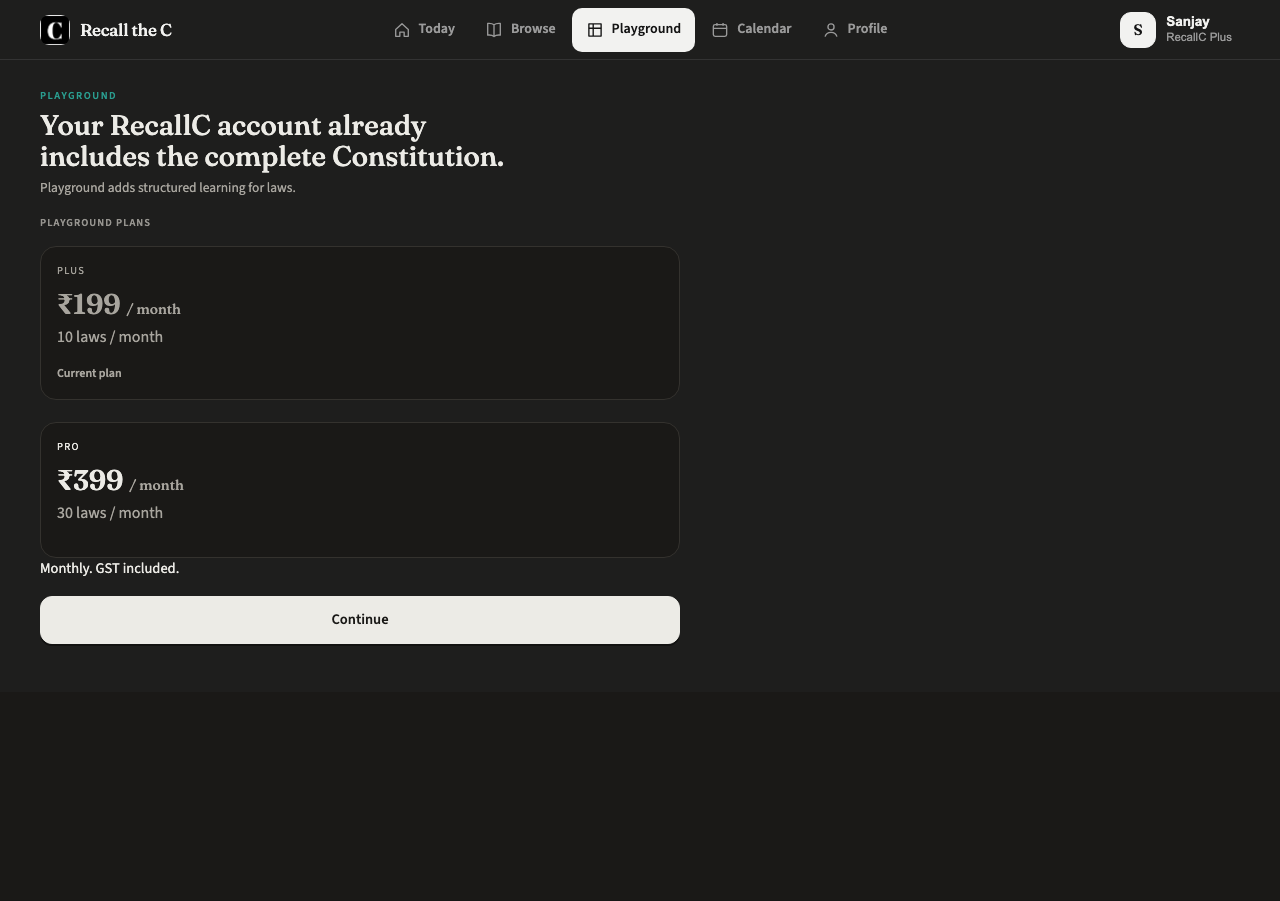 C Recall the C
Today
Browse
Playground
Calendar
Profile
S
Sanjay
RecallC Plus
PLAYGROUND
Your RecallC account already
includes the complete Constitution.
Playground adds structured learning for laws.
PLAYGROUND PLANS
PLUS
₹199 / month
10 laws / month
Current plan
PRO
₹399 / month
30 laws / month
Monthly. GST included.
Continue